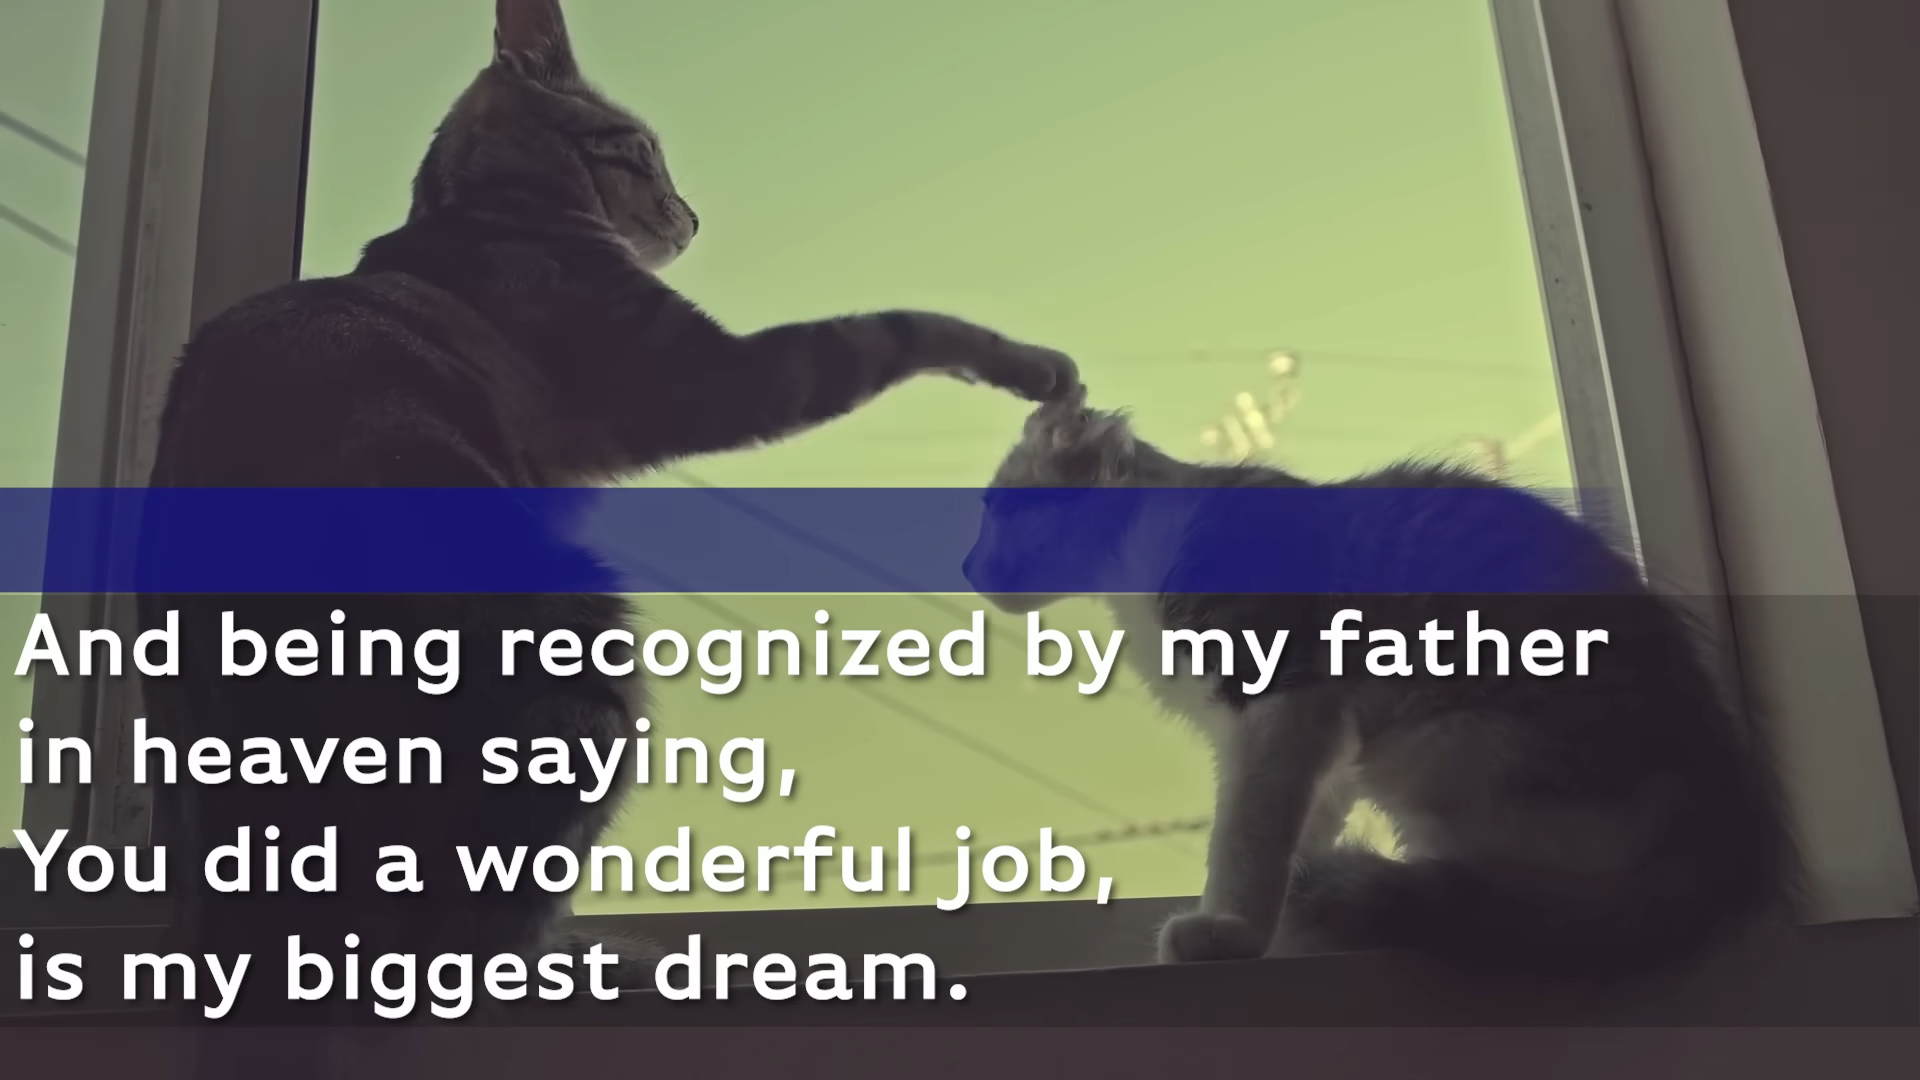 And being recognized by my father
in heaven saying,
You did a wonderful job,
is my biggest dream.